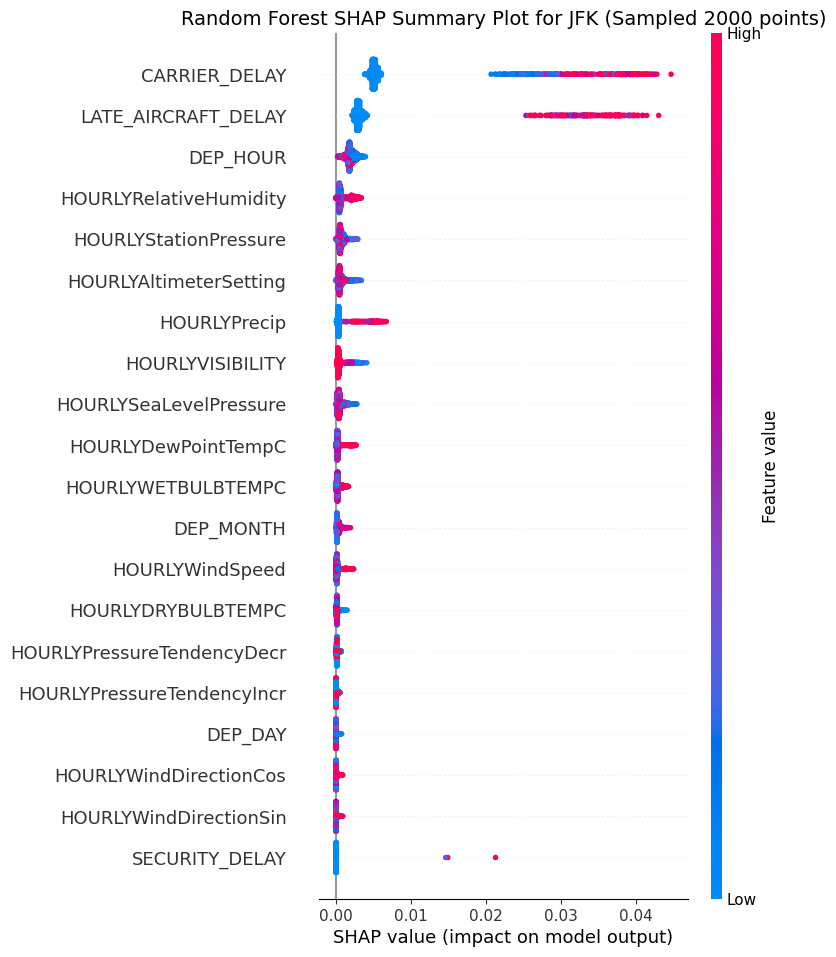 Random Forest SHAP Summary Plot for JFK (Sampled 2000 points)
High
CARRIER_DELAY
LATE_AIRCRAFT_DELAY
DEP_HOUR
HOURLYRelativeHumidity
HOURLYStationPressure
HOURLYAltimeterSetting
HOURLYPrecip
HOURLYVISIBILITY
HOURLYSeaLevelPressure
HOURLYDewPointTempC
HOURLYWETBULBTEMPC
DEP_MONTH
HOURLYWindSpeed
HOURLYDRYBULBTEMPC
HOURLYPressureTendencyDecr
HOURLYPressureTendencyIncr
DEP_DAY
HOURLYWindDirectionCos
HOURLYWindDirectionSin
SECURITY_DELAY
Feature value
Low
0.00 0.01 0.02 0.03 0.04
SHAP value (impact on model output)